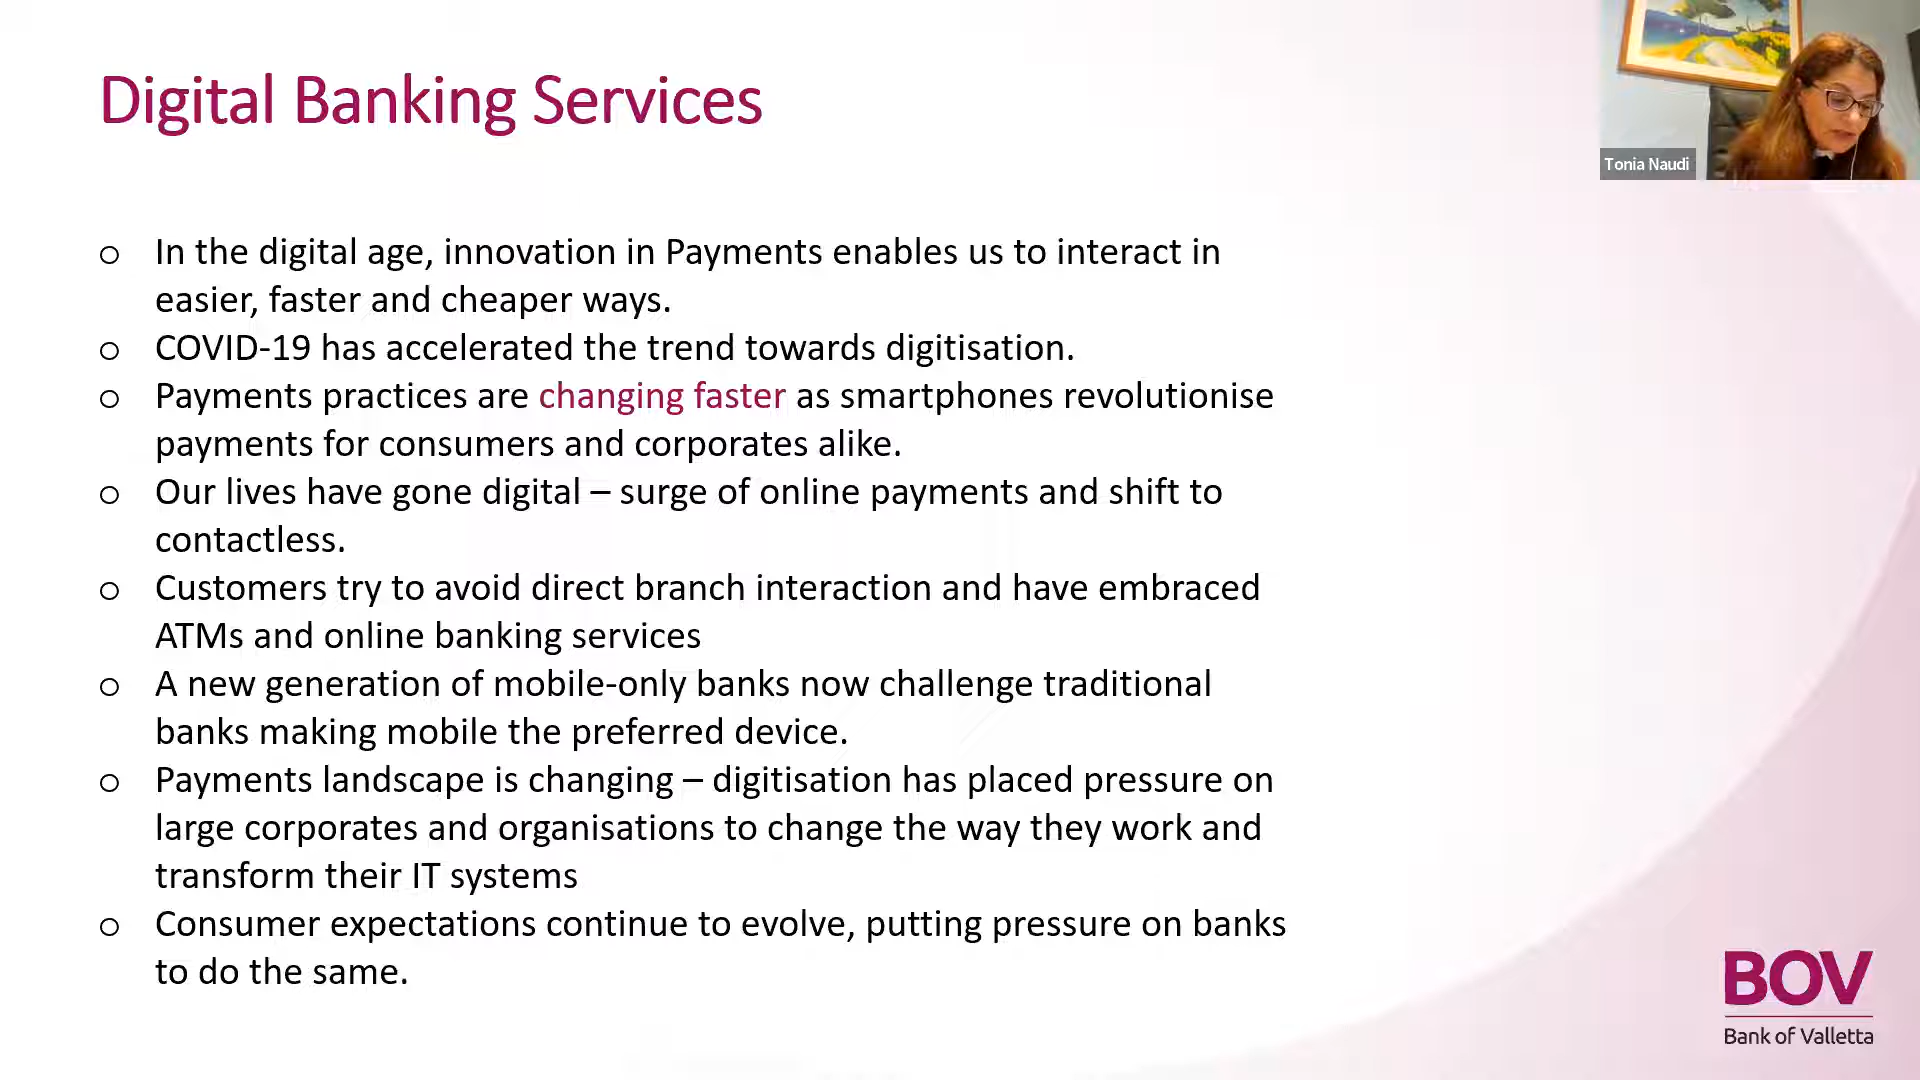 Digital Banking Services
Tonia Naudi
o In the digital age, innovation in Payments enables us to interact in
easier, faster and cheaper ways.
o COVID-19 has accelerated the trend towards digitisation.
o Payments practices are changing faster as smartphones revolutionise
payments for consumers and corporates alike.
o Our lives have gone digital – surge of online payments and shift to
contactless.
o Customers try to avoid direct branch interaction and have embraced
ATMs and online banking services
o A new generation of mobile-only banks now challenge traditional
banks making mobile the preferred device.
o Payments landscape is changing – digitisation has placed pressure on
large corporates and organisations to change the way they work and
transform their IT systems
o Consumer expectations continue to evolve, putting pressure on banks
to do the same.
BOV
Bank of Valletta